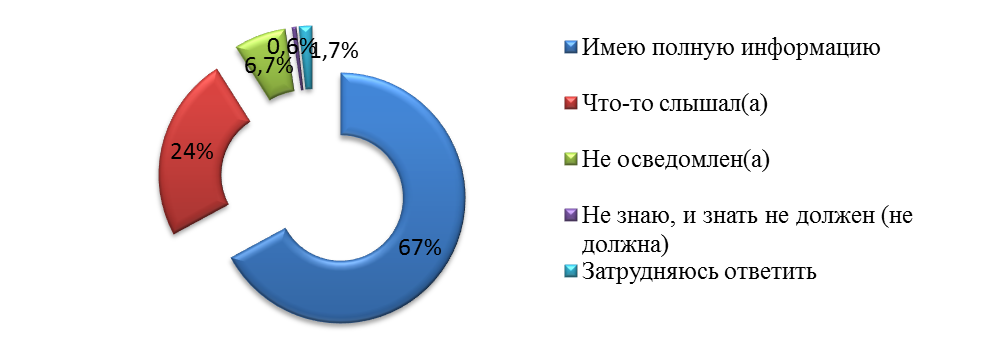 0,6%
1,7%
6,7%
24%
67%
Имею полную информацию
Что-то слышал(а)
Не осведомлен(а)
Не знаю, и знать не должен (не
должна)
Затрудняюсь ответить